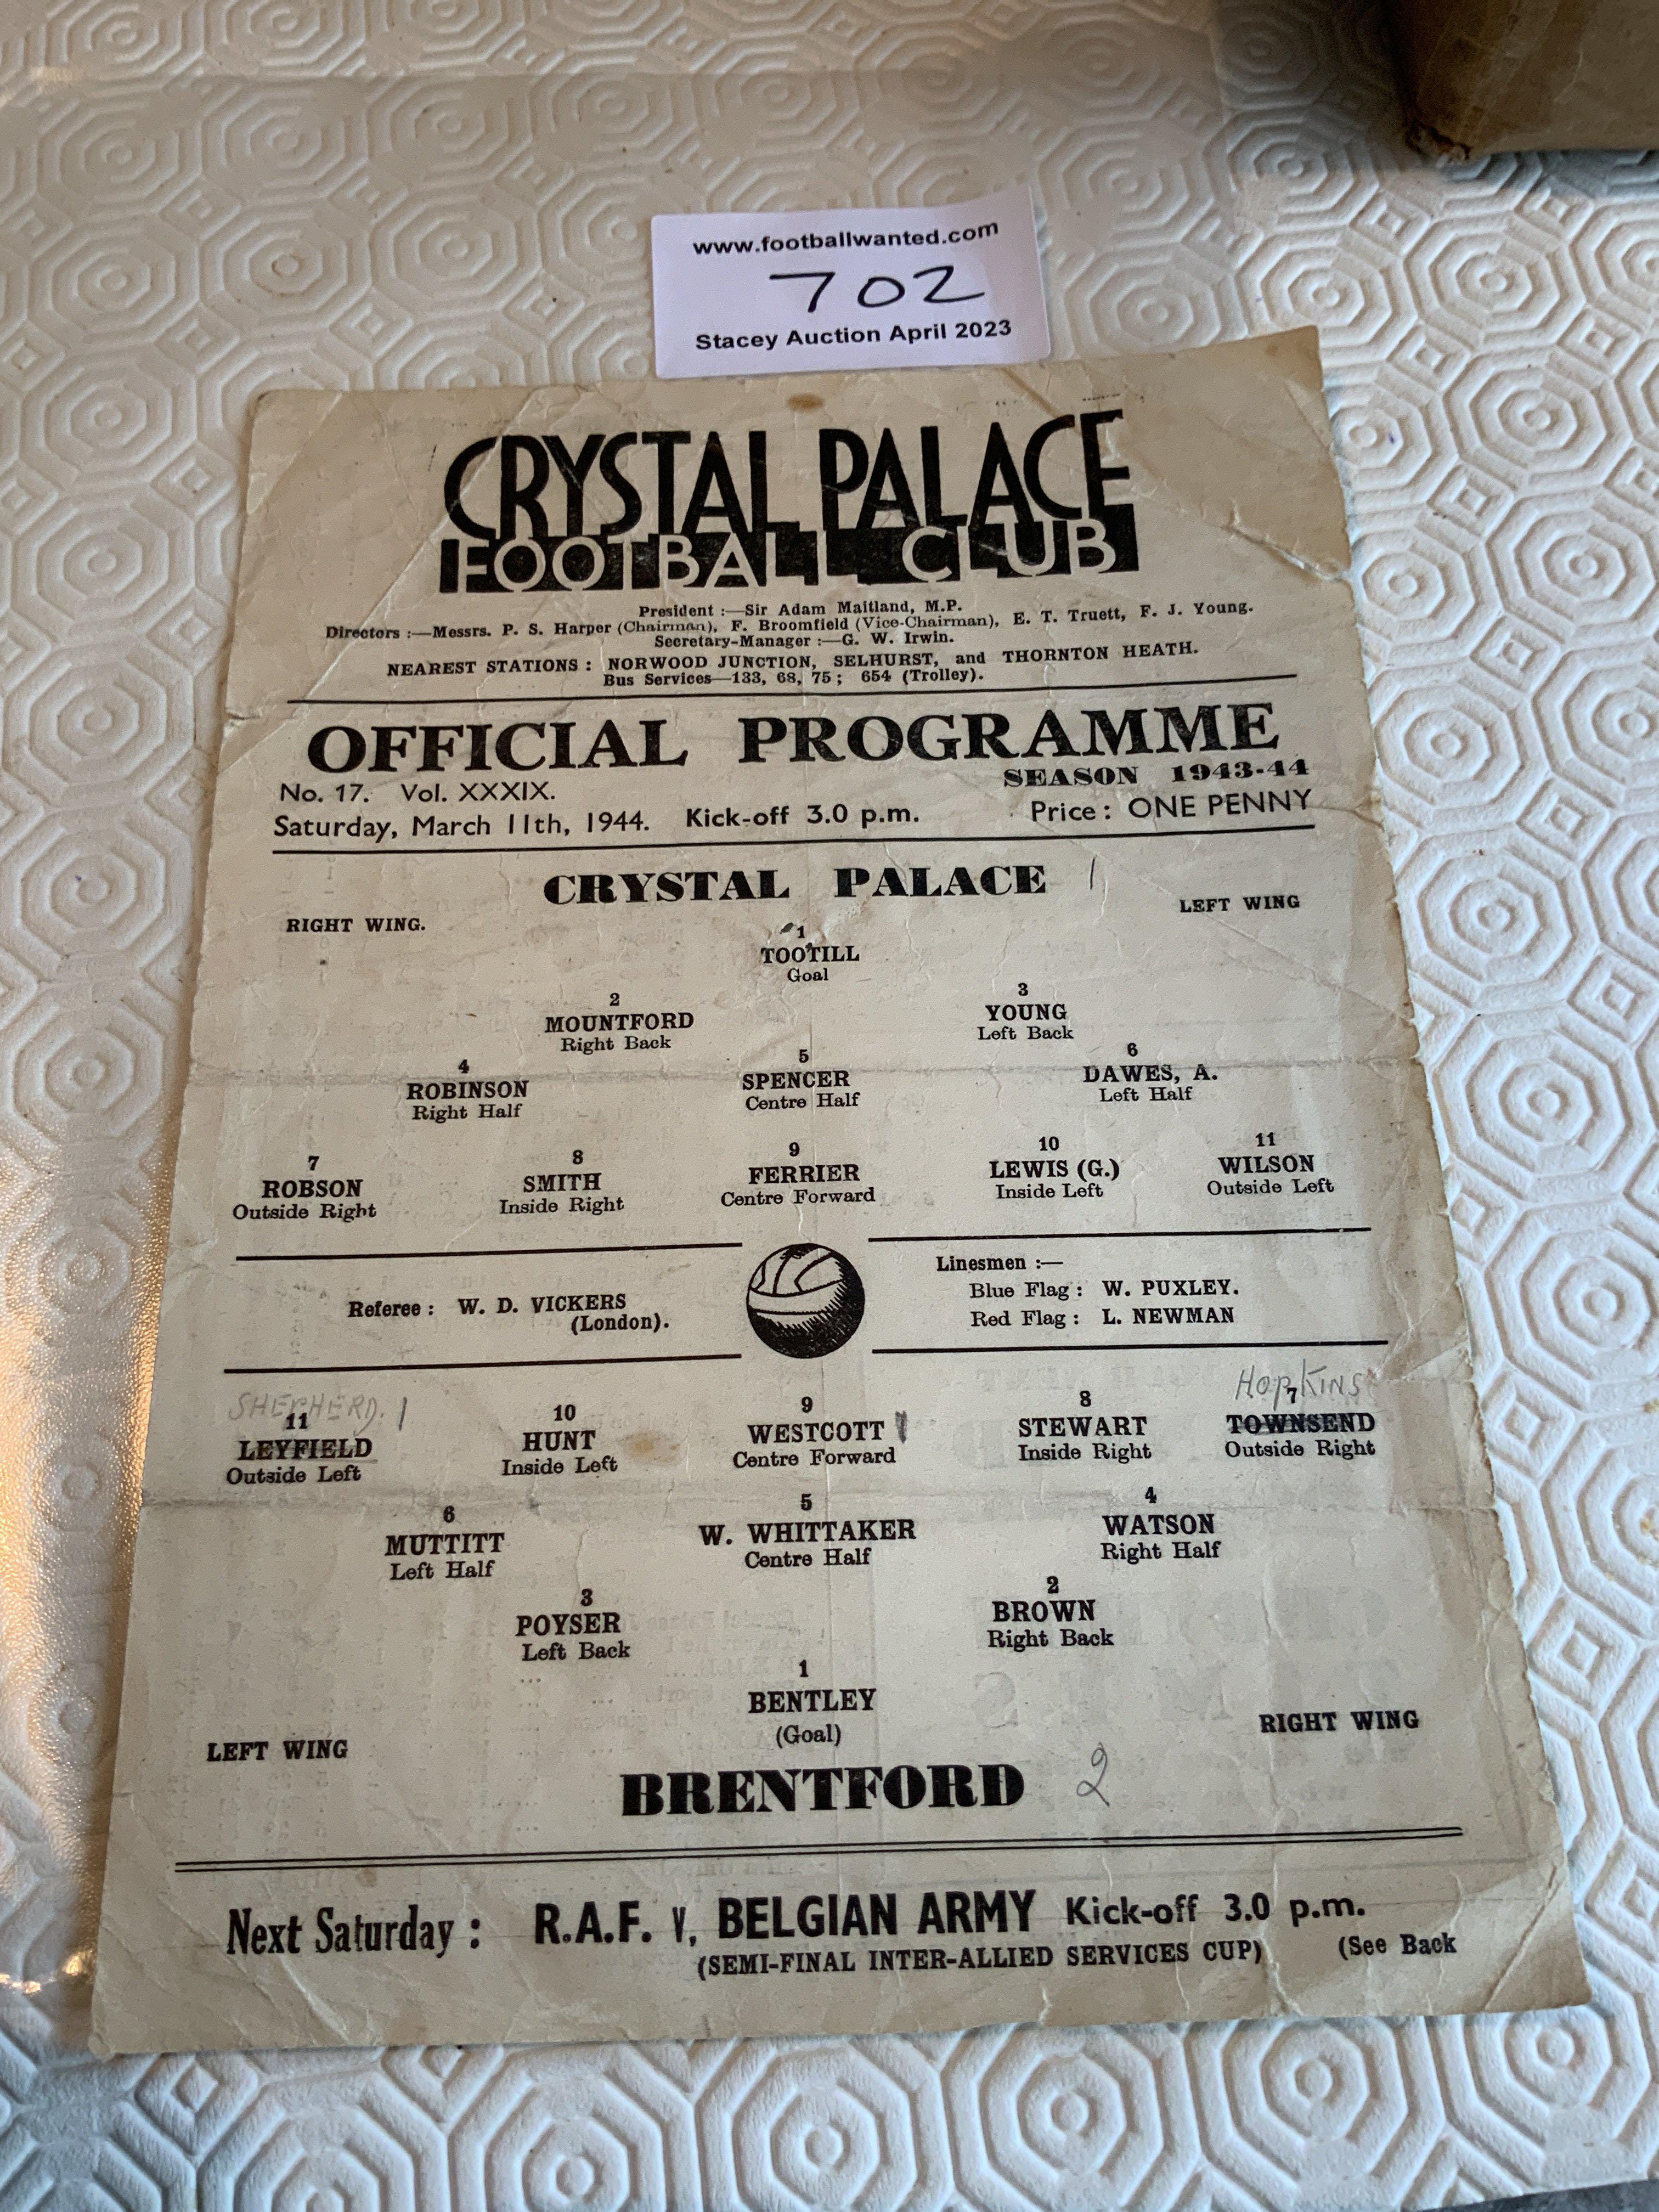 www.footballwanted.com
702
Stacey Auction April 2023
CRYSTAL PALACE
FOOTBALL CLUB
President :—Sir Adam Maitland, M.P.
Directors :—Messrs. P. S. Harper (Chairman), F. Broomfield (Vice-Chairman), E. T. Truett, F. J. Young.
Secretary-Manager :—G. W. Irwin.
NEAREST STATIONS : NORWOOD JUNCTION, SELHURST, and THORNTON HEATH.
Bus Services—133, 68, 75 ; 654 (Trolley).
OFFICIAL PROGRAMME
SEASON 1943-44
No. 17. Vol. XXXIX.
Saturday, March 11th, 1944. Kick-off 3.0 p.m. Price : ONE PENNY
CRYSTAL PALACE 1
RIGHT WING. LEFT WING
1
TOOTILL
Goal
2 3
MOUNTFORD YOUNG
Right Back Left Back
4 5 6
ROBINSON SPENCER DAWES, A.
Right Half Centre Half Left Half
7 8 9 10 11
ROBSON SMITH FERRIER LEWIS (G.) WILSON
Outside Right Inside Right Centre Forward Inside Left Outside Left
Linesmen :—
Referee : W. D. VICKERS Blue Flag : W. PUXLEY.
(London). Red Flag : L. NEWMAN
SHEPHERD. 1 HOPKINS
11 10 9 8 7
LEYFIELD HUNT WESTCOTT 1 STEWART TOWNSEND
Outside Left Inside Left Centre Forward Inside Right Outside Right
6 5 4
MUTTITT W. WHITTAKER WATSON
Left Half Centre Half Right Half
3 2
POYSER BROWN
Left Back Right Back
1
BENTLEY
(Goal)
LEFT WING RIGHT WING
BRENTFORD 2
Next Saturday : R.A.F. v. BELGIAN ARMY Kick-off 3.0 p.m.
(SEMI-FINAL INTER-ALLIED SERVICES CUP) (See Back